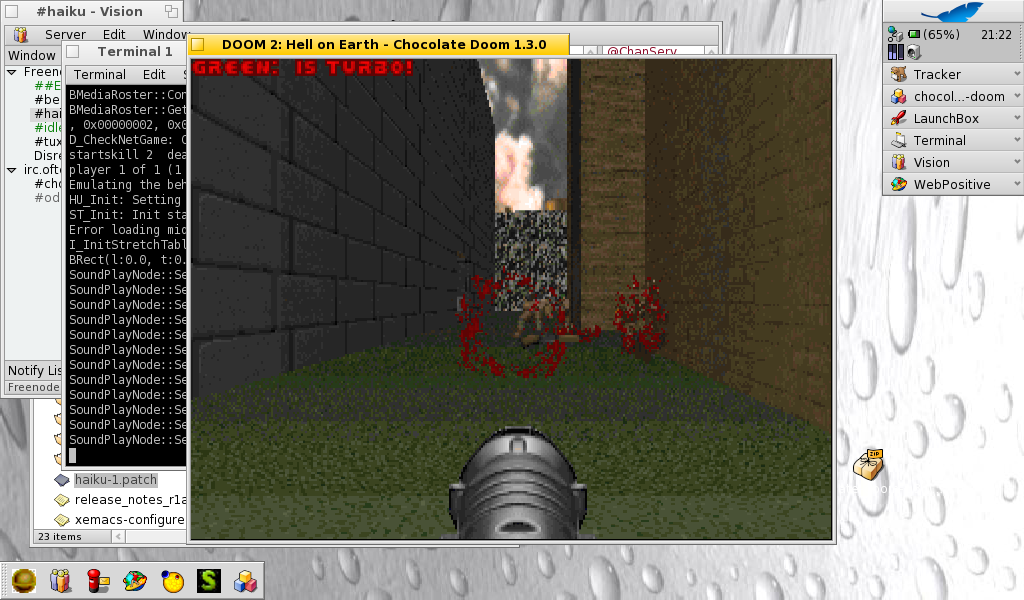 #haiku - Vision
Server Edit Window
Window
@ChanServ
Freeno
#be
#hai
#idle
#tux
Disre
irc.oft
#cho
#od
Notify Lis
Freenode
Terminal 1
Terminal Edit S
BMediaRoster::Cor
BMediaRoster::Get
, 0x00000002, 0x0
D_CheckNetGame: C
startskill 2 dea
player 1 of 1 (1
Emulating the beh
HU_Init: Setting
ST_Init: Init sta
Error loading mid
I_InitStretchTabl
BRect(l:0.0, t:0.
SoundPlayNode::Se
SoundPlayNode::Se
SoundPlayNode::Se
SoundPlayNode::Se
SoundPlayNode::Se
SoundPlayNode::Se
SoundPlayNode::Se
SoundPlayNode::Se
SoundPlayNode::Se
SoundPlayNode::Se
SoundPlayNode::Se
SoundPlayNode::Se
haiku-1.patch
release_notes_r1a
xemacs-configure
23 items
DOOM 2: Hell on Earth - Chocolate Doom 1.3.0
GREEN: IS TURBO!
(65%) 21:22
Tracker
chocol...-doom
LaunchBox
Terminal
Vision
WebPositive
ZIP